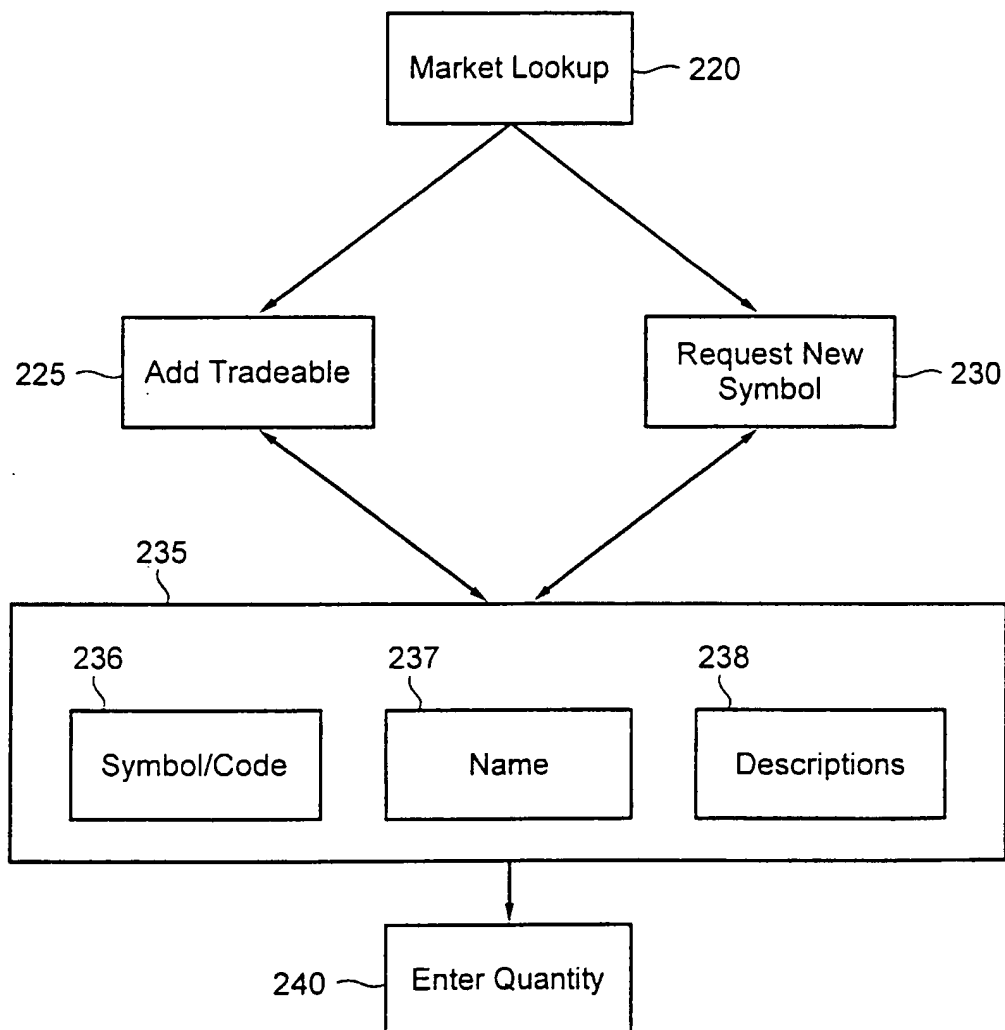 Market Lookup
220
225
Add Tradeable
Request New
Symbol
230
235
236
237
238
Symbol/Code
Name
Descriptions
240
Enter Quantity